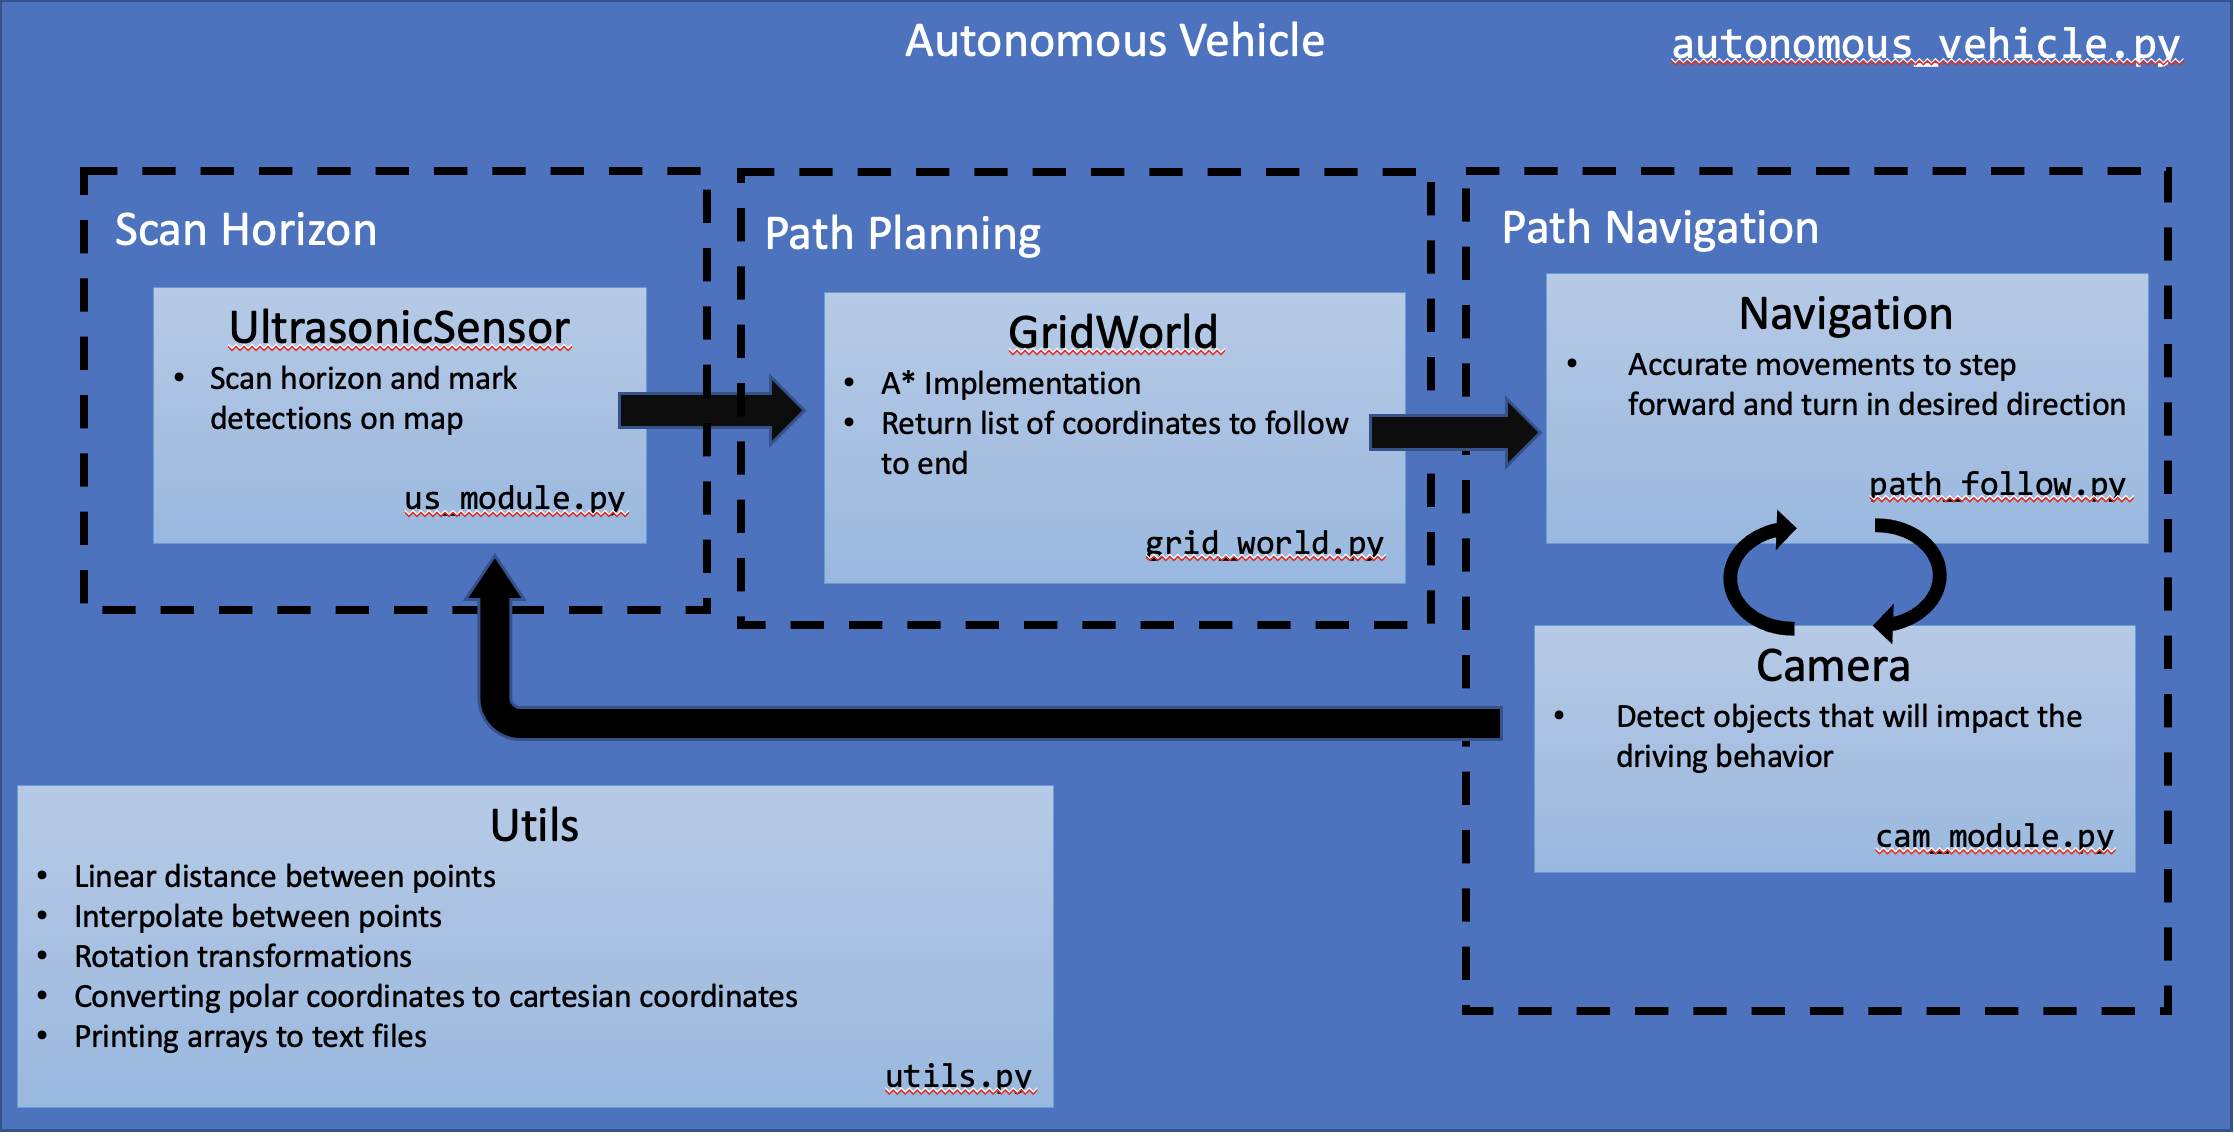 Autonomous Vehicle
autonomous_vehicle.py
Scan Horizon
UltrasonicSensor
• Scan horizon and mark
detections on map
us_module.py
Path Planning
GridWorld
• A* Implementation
• Return list of coordinates to follow
to end
grid_world.py
Path Navigation
Navigation
• Accurate movements to step
forward and turn in desired direction
path_follow.py
Camera
• Detect objects that will impact the
driving behavior
cam_module.py
Utils
• Linear distance between points
• Interpolate between points
• Rotation transformations
• Converting polar coordinates to cartesian coordinates
• Printing arrays to text files
utils.py